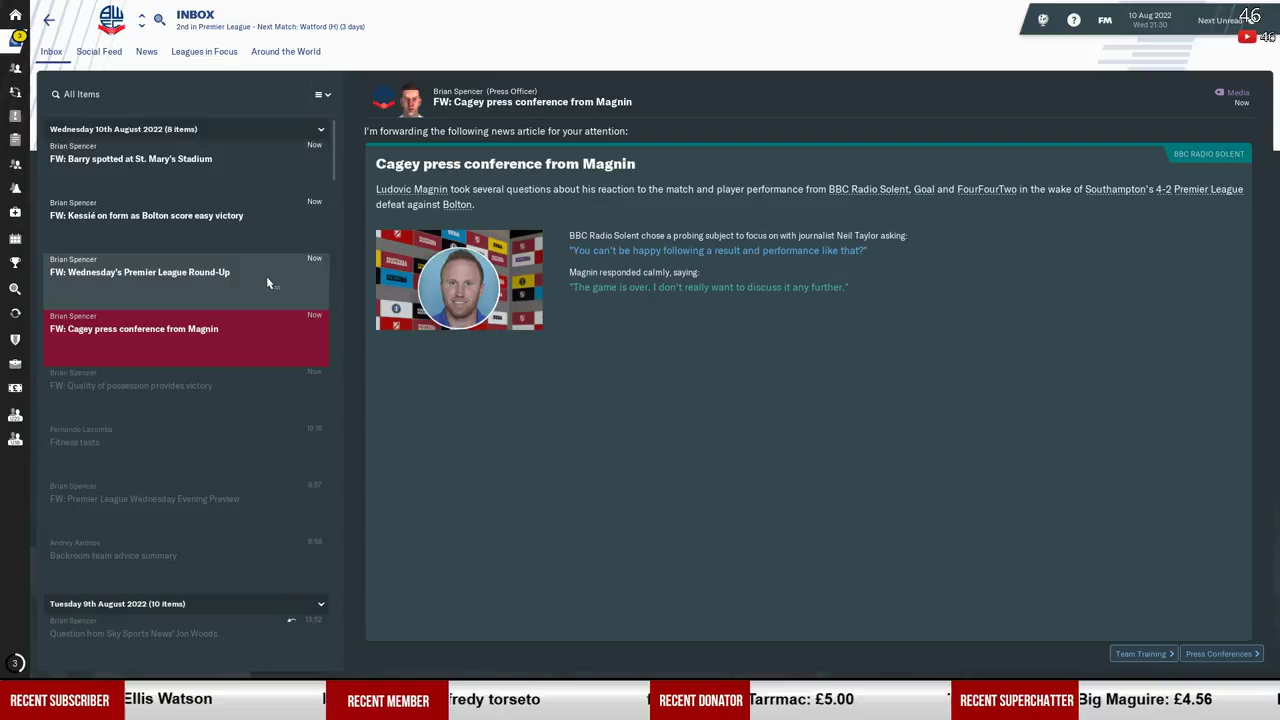 INBOX
2nd in Premier League - Next Match: Watford (H) (3 days)
10 Aug 2022
Wed 21:30
FM
Next Unread
46
46
3
Inbox
Social Feed
News
Leagues in Focus
Around the World
All Items
Wednesday 10th August 2022 (8 items)
Brian Spencer
Now
FW: Barry spotted at St. Mary's Stadium
Brian Spencer
Now
FW: Kessié on form as Bolton score easy victory
Brian Spencer
Now
FW: Wednesday's Premier League Round-Up
Brian Spencer
Now
FW: Cagey press conference from Magnin
Brian Spencer
Now
FW: Quality of possession provides victory
Fernando Lacomba
19:16
Fitness tests
Brian Spencer
9:57
FW: Premier League Wednesday Evening Preview
Andrey Axionov
8:58
Backroom team advice summary
Tuesday 9th August 2022 (10 items)
Brian Spencer
13:52
Question from Sky Sports News' Jon Woods
3
Brian Spencer (Press Officer)
FW: Cagey press conference from Magnin
Media
Now
I'm forwarding the following news article for your attention:
BBC RADIO SOLENT
Cagey press conference from Magnin
Ludovic Magnin took several questions about his reaction to the match and player performance from BBC Radio Solent, Goal and FourFourTwo in the wake of Southampton's 4-2 Premier League
defeat against Bolton.
BBC Radio Solent chose a probing subject to focus on with journalist Neil Taylor asking:
"You can't be happy following a result and performance like that?"
Magnin responded calmly, saying:
"The game is over. I don't really want to discuss it any further."
Team Training
Press Conferences
RECENT SUBSCRIBER
Ellis Watson
RECENT MEMBER
fredy torseto
RECENT DONATOR
Tarrmac: £5.00
RECENT SUPERCHATTER
Big Maguire: £4.56